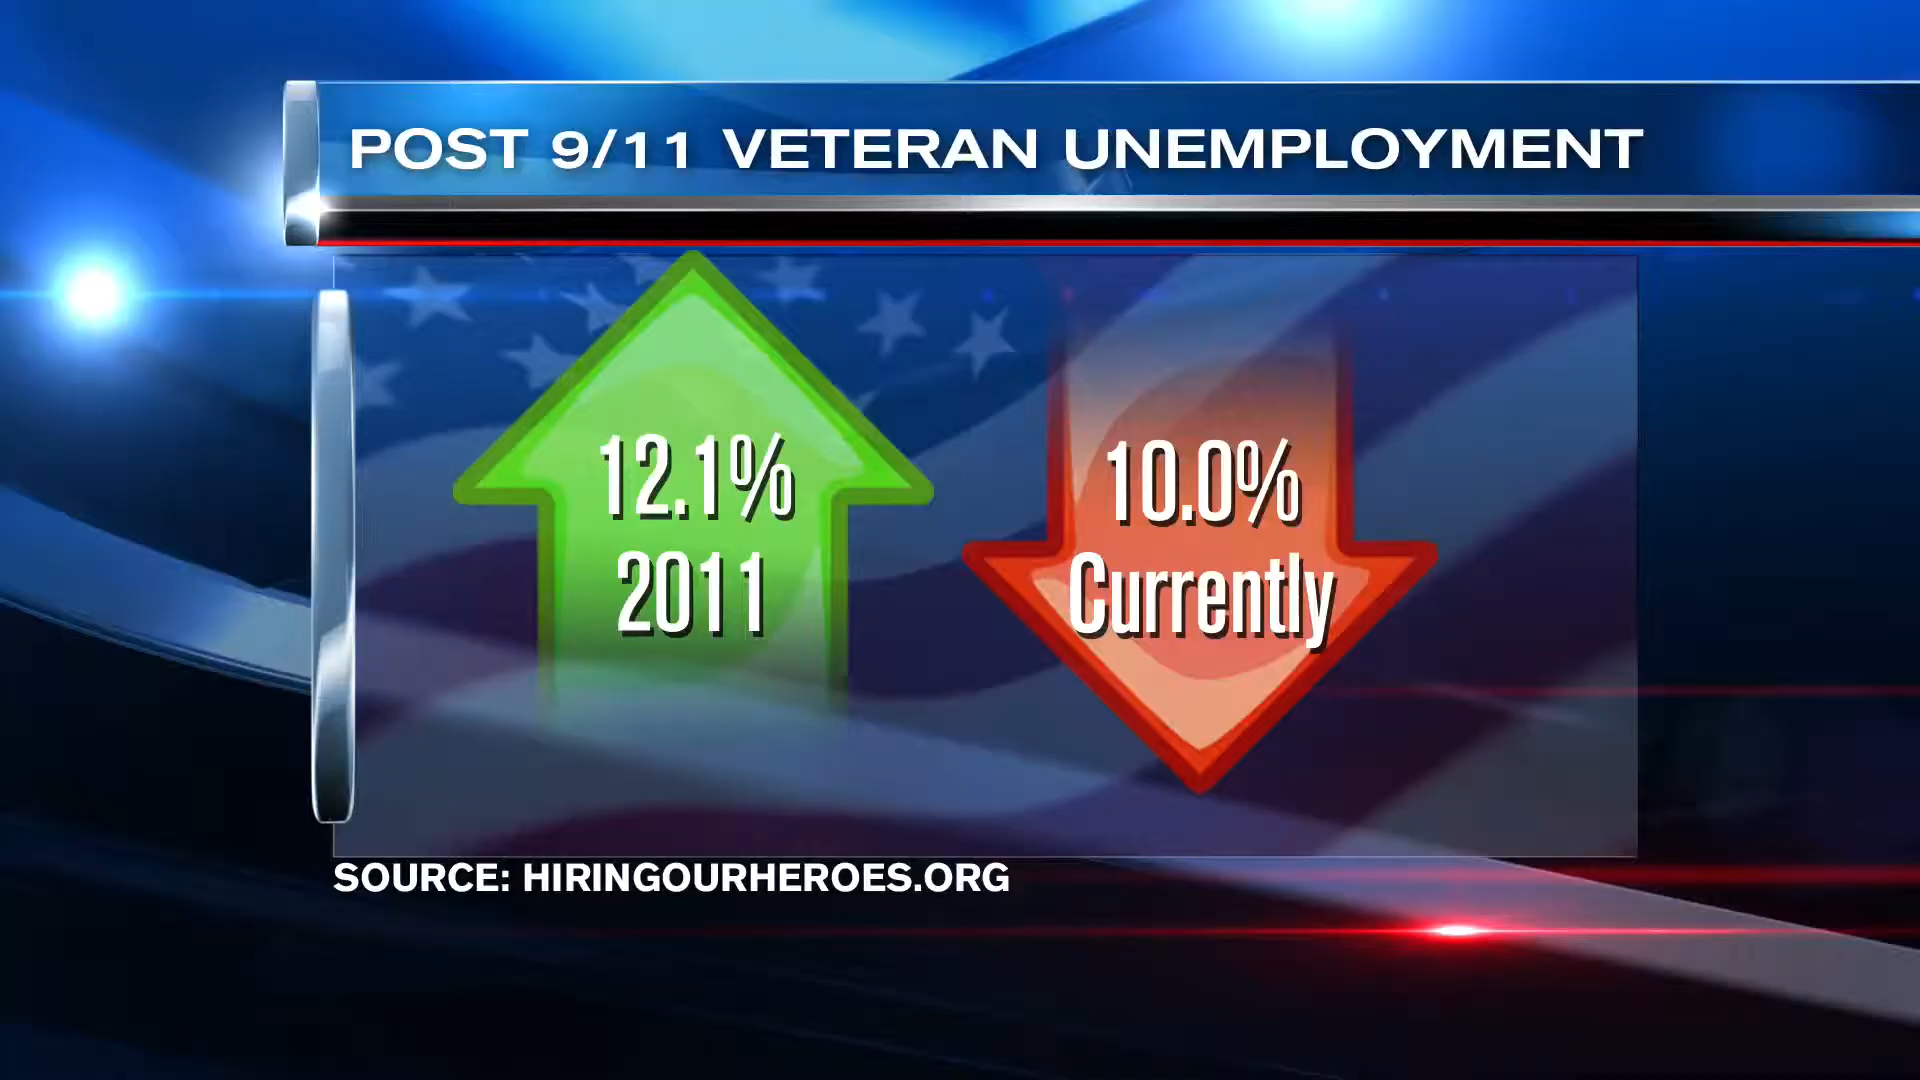 POST 9/11 VETERAN UNEMPLOYMENT
12.1%
2011
10.0%
Currently
SOURCE: HIRINGOURHEROES.ORG